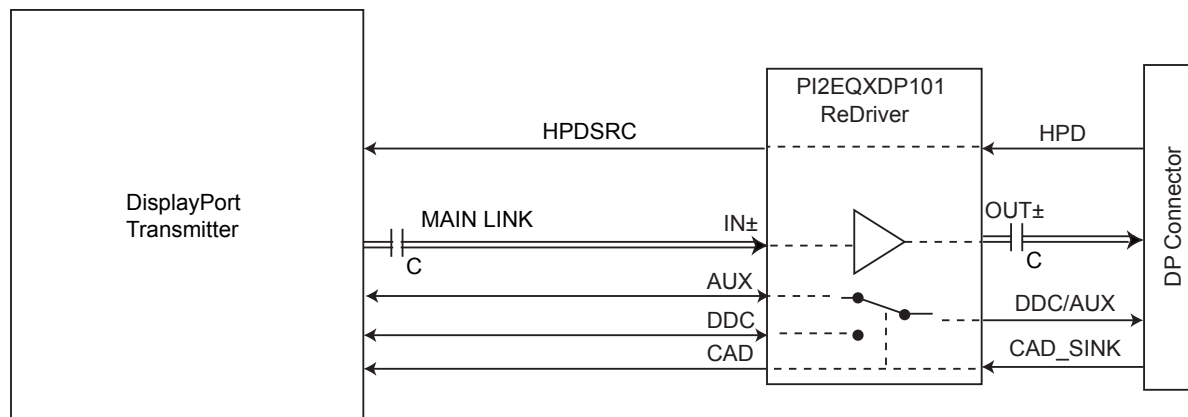 PI2EQXDP101
ReDriver
HPDSRC
HPD
DisplayPort
Transmitter
MAIN LINK
IN±
OUT±
C
C
DP Connector
AUX
DDC
CAD
DDC/AUX
CAD_SINK